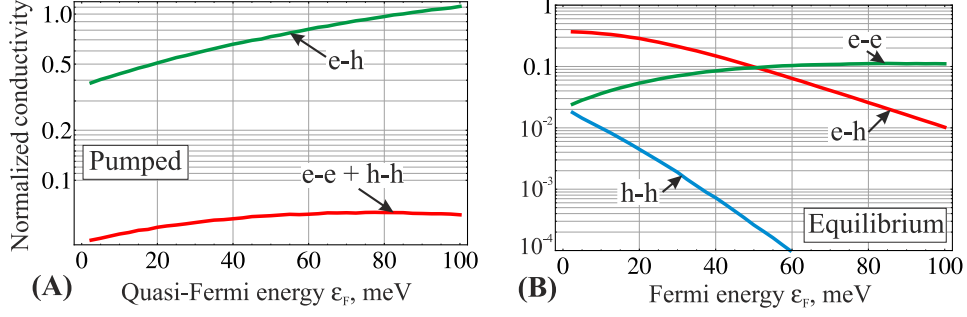 Normalized conductivity
1.0
0.5
0.2
0.1
e-h
Pumped
e-e + h-h
0 20 40 60 80 100
(A) Quasi-Fermi energy εF, meV
1
0.1
10⁻²
10⁻³
10⁻⁴
e-e
e-h
h-h
Equilibrium
0 20 40 60 80 100
(B) Fermi energy εF, meV